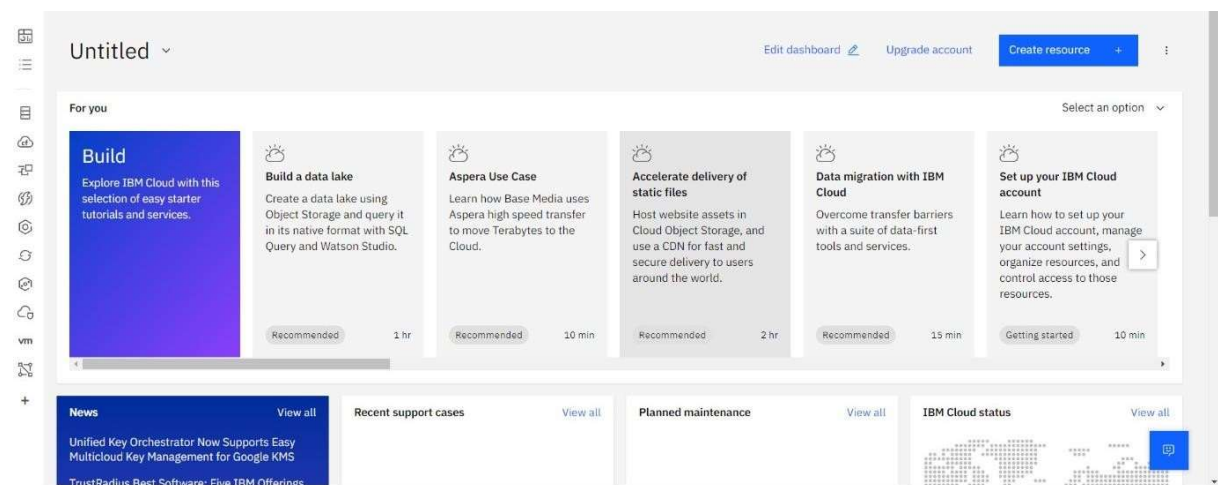 Untitled
Edit dashboard
Upgrade account
Create resource +
For you
Select an option
Build
Explore IBM Cloud with this
selection of easy starter
tutorials and services.
Build a data lake
Create a data lake using
Object Storage and query it
in its native format with SQL
Query and Watson Studio.
Recommended 1 hr
Aspera Use Case
Learn how Base Media uses
Aspera high speed transfer
to move Terabytes to the
Cloud.
Recommended 10 min
Accelerate delivery of
static files
Host website assets in
Cloud Object Storage, and
use a CDN for fast and
secure delivery to users
around the world.
Recommended 2 hr
Data migration with IBM
Cloud
Overcome transfer barriers
with a suite of data-first
tools and services.
Recommended 15 min
Set up your IBM Cloud
account
Learn how to set up your
IBM Cloud account, manage
your account settings,
organize resources, and
control access to those
resources.
Getting started 10 min
vm
News View all
Unified Key Orchestrator Now Supports Easy
Multicloud Key Management for Google KMS
TrustRadius Best Software: Five IBM Offerings
Recent support cases View all
Planned maintenance View all
IBM Cloud status View all